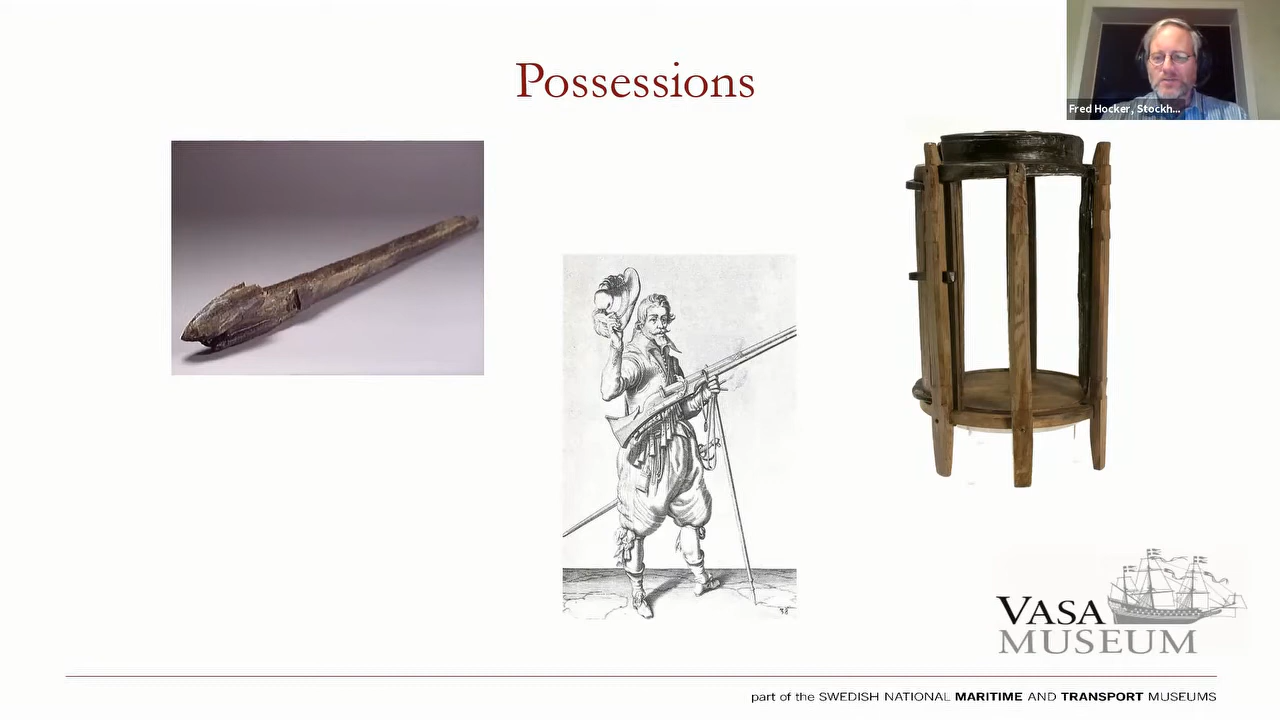 Possessions
Fred Hocker, Stockh...
VASA
MUSEUM
part of the SWEDISH NATIONAL MARITIME AND TRANSPORT MUSEUMS